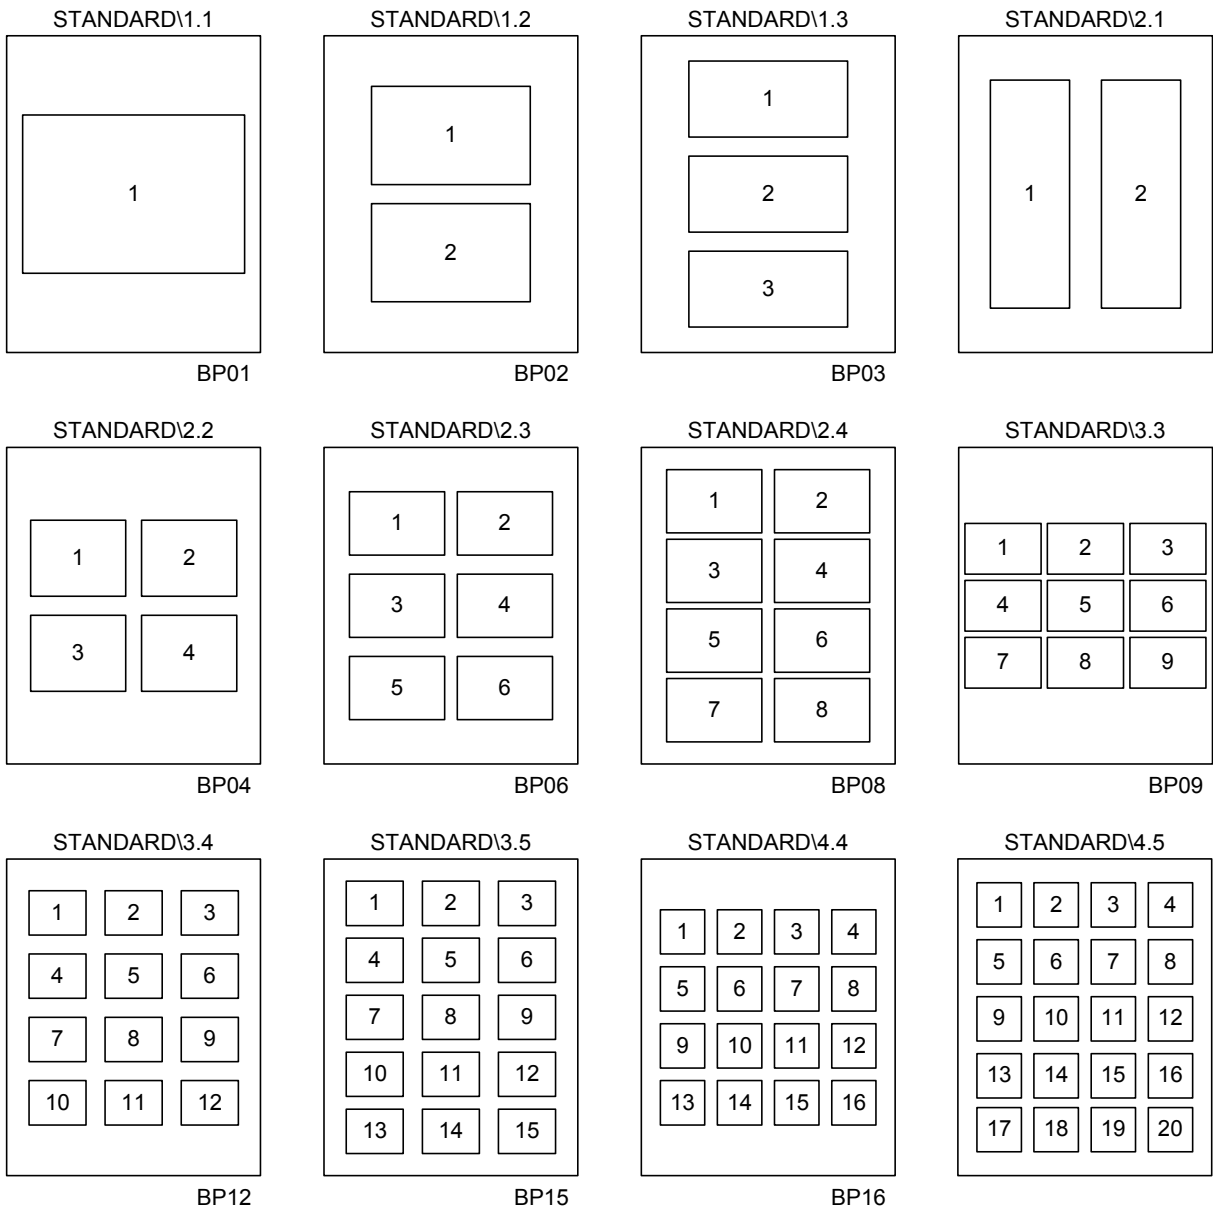 STANDARD\1.1 STANDARD\1.2 STANDARD\1.3 STANDARD\2.1
1
1
2
1
2
3
1 2
BP01 BP02 BP03
STANDARD\2.2 STANDARD\2.3 STANDARD\2.4 STANDARD\3.3
1 2
3 4
1 2
3 4
5 6
1 2
3 4
5 6
7 8
1 2 3
4 5 6
7 8 9
BP04 BP06 BP08 BP09
STANDARD\3.4 STANDARD\3.5 STANDARD\4.4 STANDARD\4.5
1 2 3
4 5 6
7 8 9
10 11 12
1 2 3
4 5 6
7 8 9
10 11 12
13 14 15
1 2 3 4
5 6 7 8
9 10 11 12
13 14 15 16
1 2 3 4
5 6 7 8
9 10 11 12
13 14 15 16
17 18 19 20
BP12 BP15 BP16